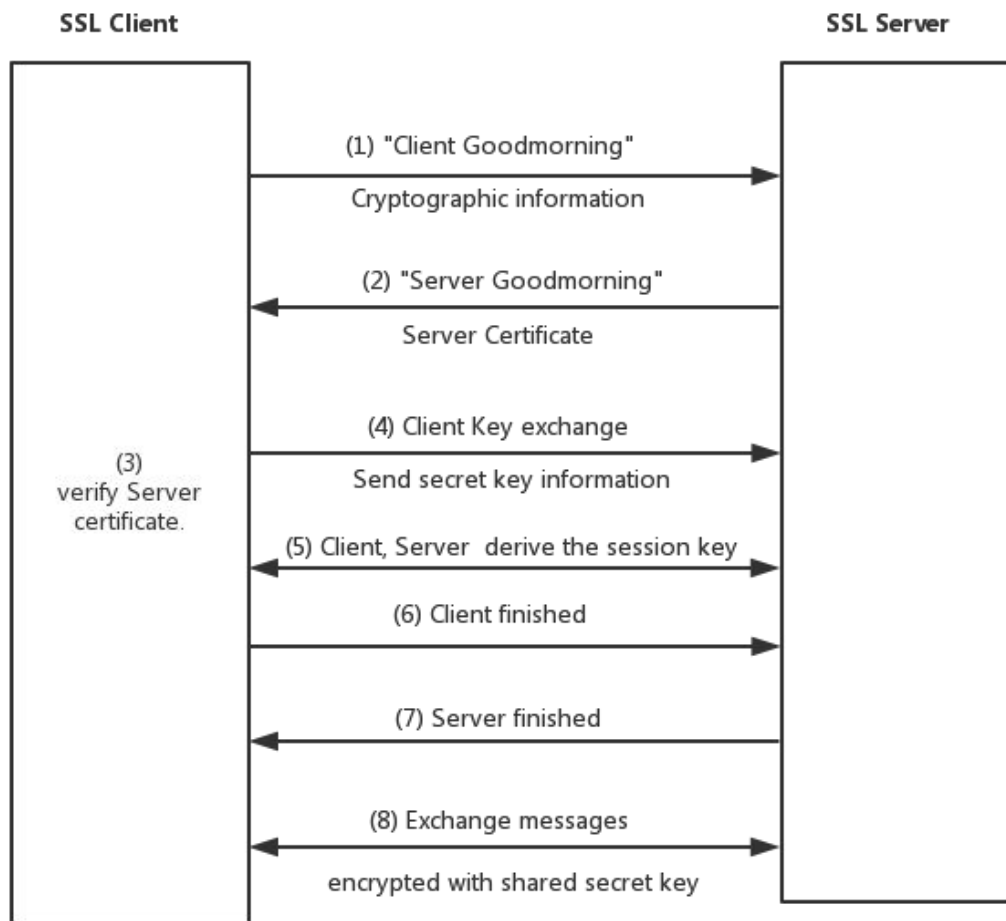 SSL Client
SSL Server
(1) "Client Goodmorning"
Cryptographic information
(2) "Server Goodmorning"
Server Certificate
(3)
verify Server
certificate.
(4) Client Key exchange
Send secret key information
(5) Client, Server derive the session key
(6) Client finished
(7) Server finished
(8) Exchange messages
encrypted with shared secret key